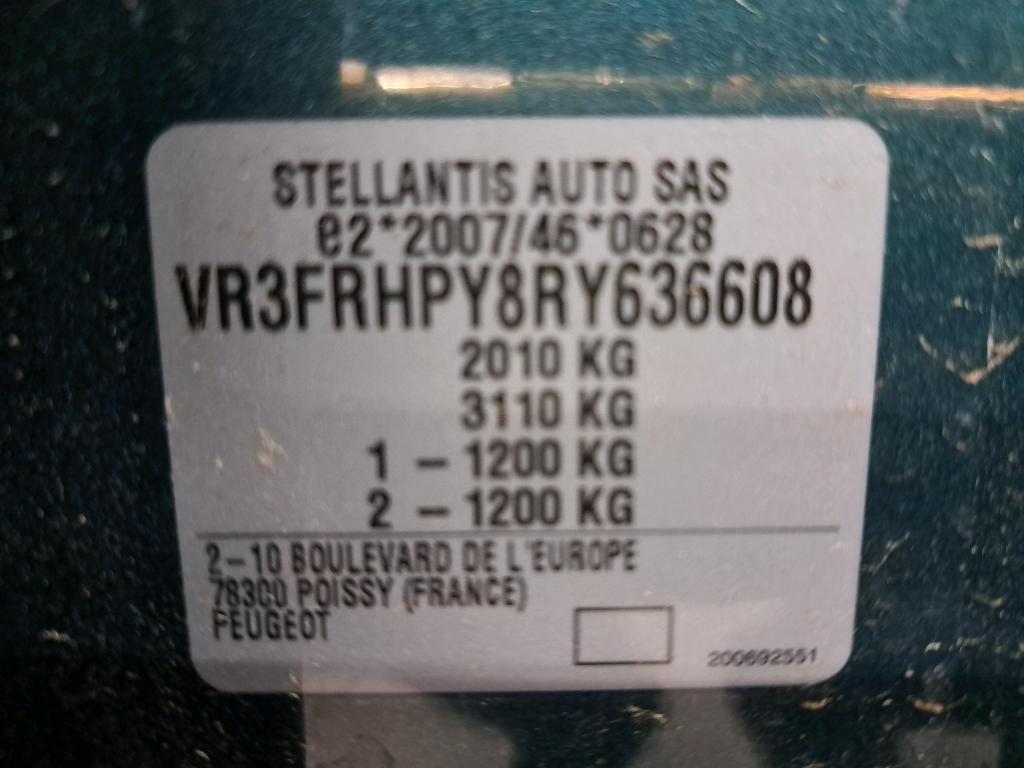 STELLANTIS AUTO SAS
e2*2007/46*0628
VR3FRHPY8RY636608
2010 KG
3110 KG
1 – 1200 KG
2 – 1200 KG
2–10 BOULEVARD DE L'EUROPE
78300 POISSY (FRANCE)
PEUGEOT
200692551